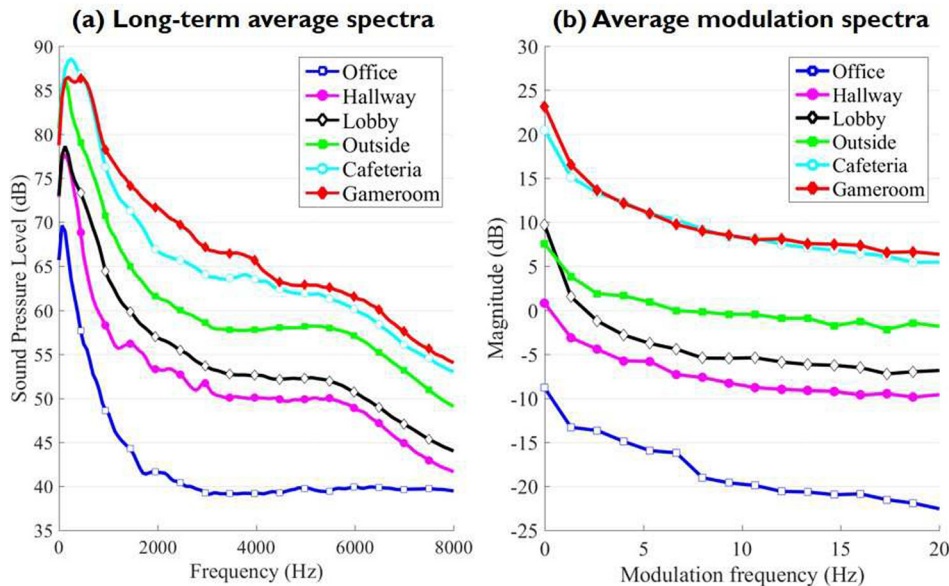 (a) Long-term average spectra
90
85
80
75
70
65
60
55
50
45
40
35
Sound Pressure Level (dB)
0
2000
4000
6000
8000
Frequency (Hz)
Office
Hallway
Lobby
Outside
Cafeteria
Gameroom
(b) Average modulation spectra
30
25
20
15
10
5
0
-5
-10
-15
-20
-25
Magnitude (dB)
0
5
10
15
20
Modulation frequency (Hz)
Office
Hallway
Lobby
Outside
Cafeteria
Gameroom